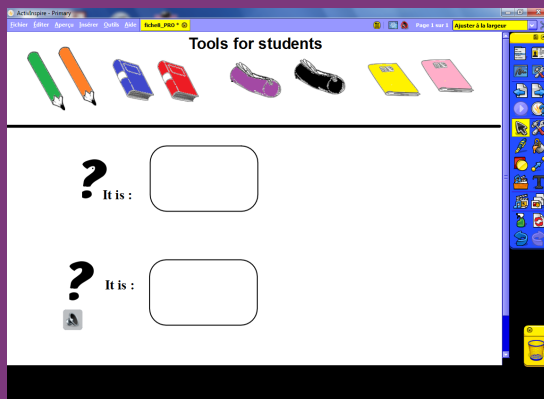 ActivInspire - Primary
Fichier Éditer Aperçu Insérer Outils Aide ficheII_PRO * Page 1 sur 1 Ajuster à la largeur
Tools for students
? It is :
? It is :